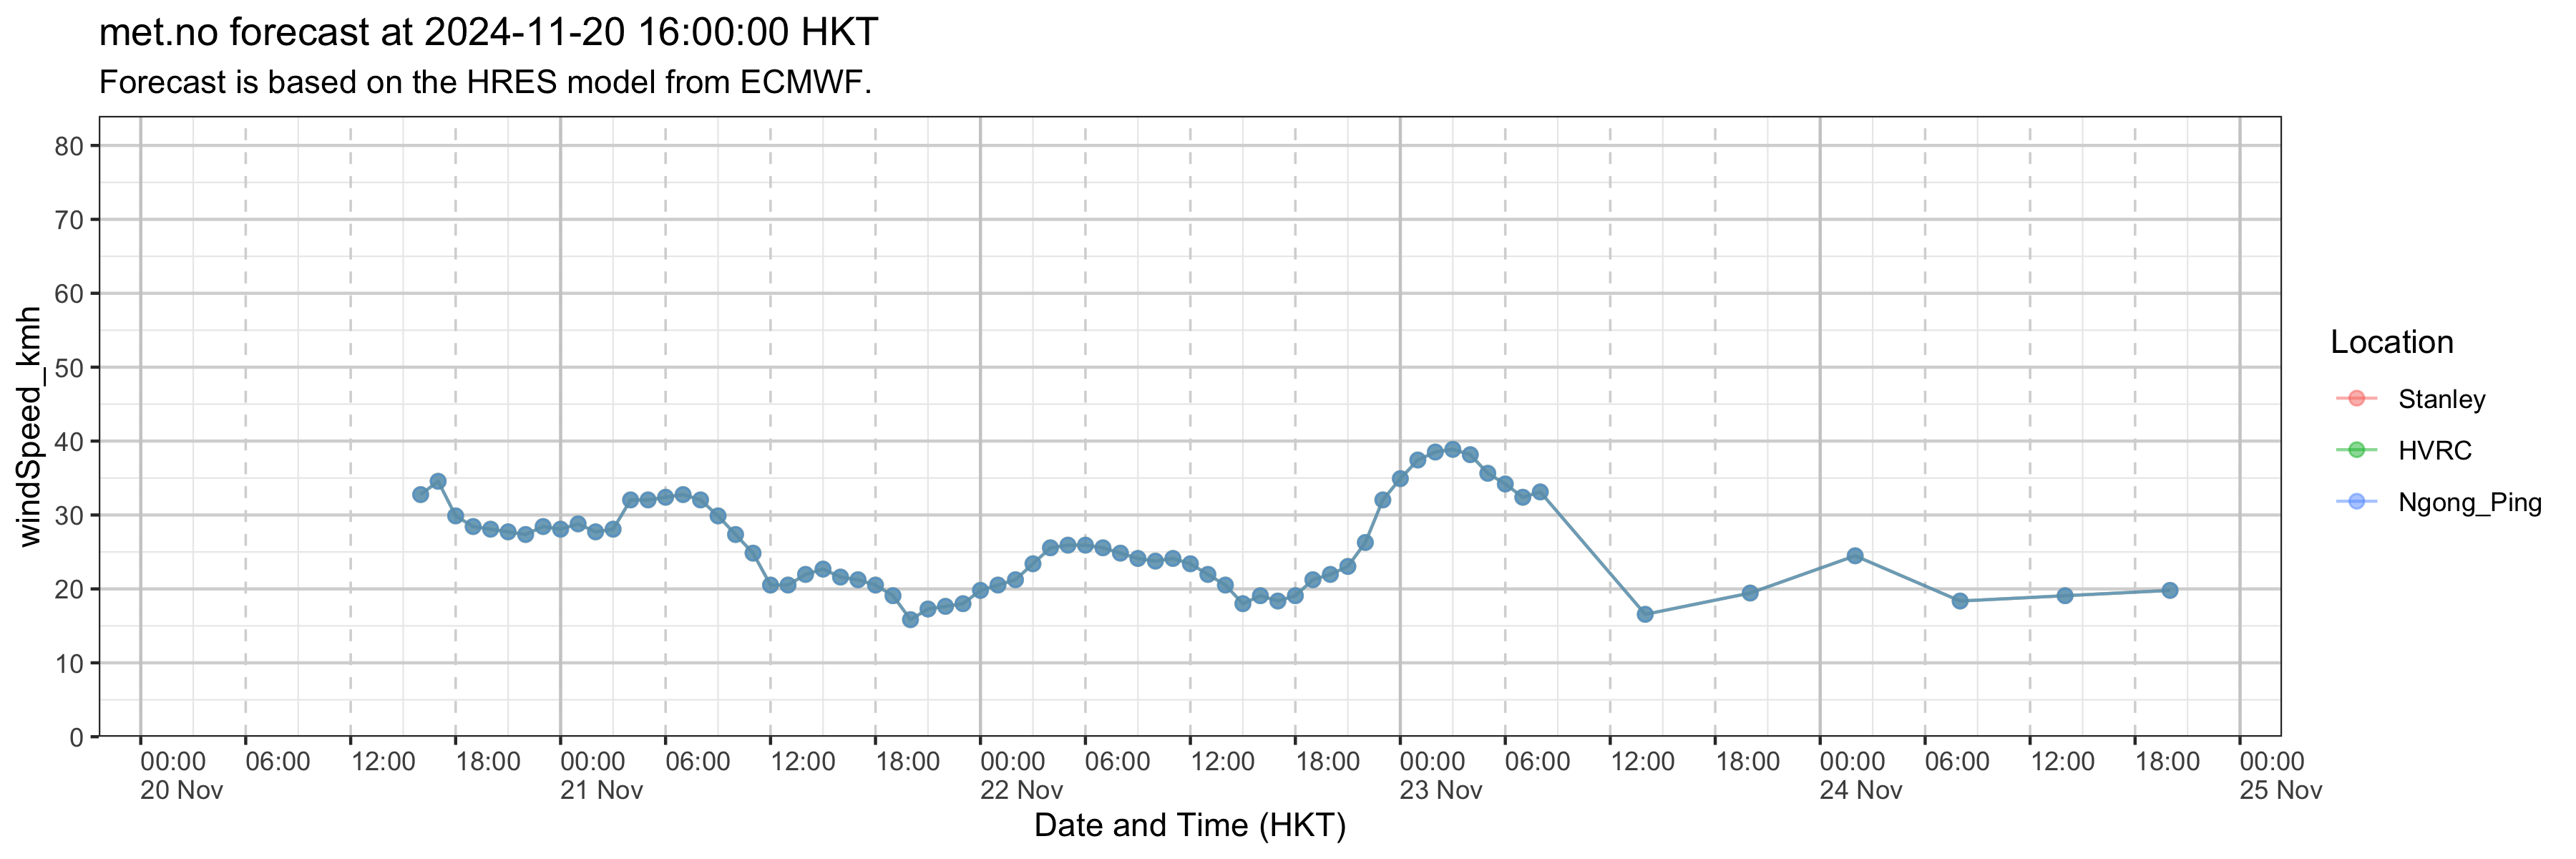 met.no forecast at 2024-11-20 16:00:00 HKT
Forecast is based on the HRES model from ECMWF.
windSpeed_kmh
80
70
60
50
40
30
20
10
0
00:00 06:00 12:00 18:00 00:00 06:00 12:00 18:00 00:00 06:00 12:00 18:00 00:00 06:00 12:00 18:00 00:00 06:00 12:00 18:00 00:00
20 Nov 21 Nov 22 Nov 23 Nov 24 Nov 25 Nov
Date and Time (HKT)
Location
Stanley
HVRC
Ngong_Ping